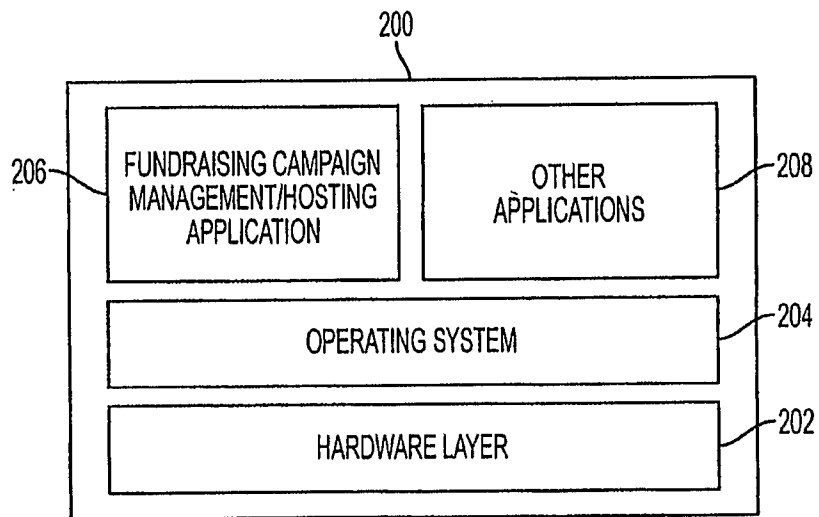 200
206
FUNDRAISING CAMPAIGN
MANAGEMENT/HOSTING
APPLICATION
OTHER
APPLICATIONS
208
OPERATING SYSTEM
204
HARDWARE LAYER
202